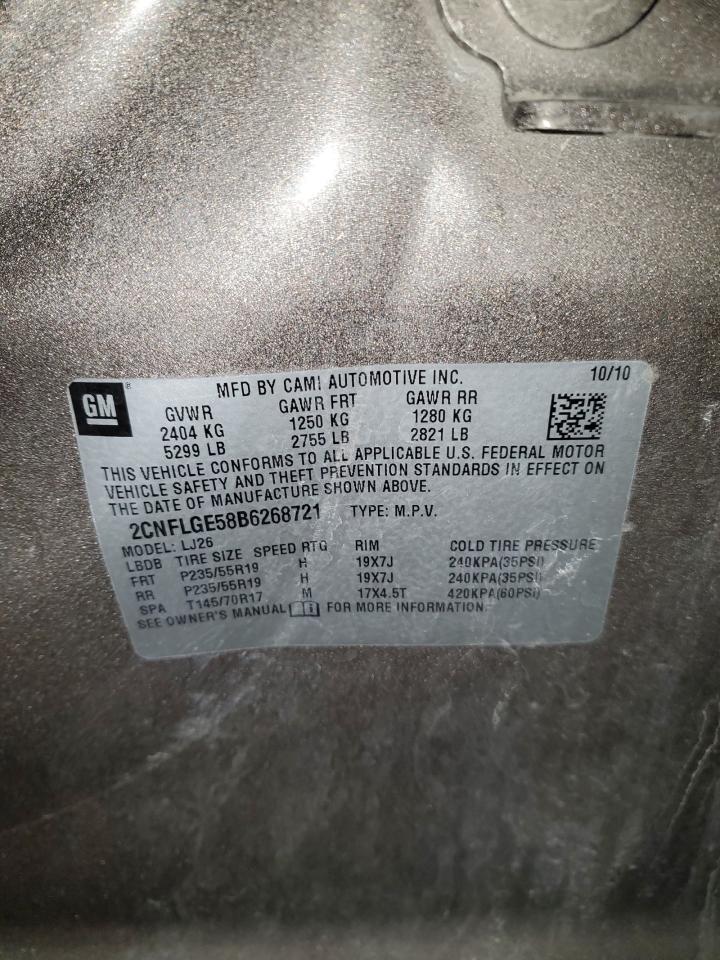 GM ®
MFD BY CAMI AUTOMOTIVE INC. 10/10
GVWR GAWR FRT GAWR RR
2404 KG 1250 KG 1280 KG
5299 LB 2755 LB 2821 LB
THIS VEHICLE CONFORMS TO ALL APPLICABLE U.S. FEDERAL MOTOR
VEHICLE SAFETY AND THEFT PREVENTION STANDARDS IN EFFECT ON
THE DATE OF MANUFACTURE SHOWN ABOVE.
2CNFLGE58B6268721 TYPE: M.P.V.
MODEL: LJ26
LBDB TIRE SIZE SPEED RTG RIM COLD TIRE PRESSURE
FRT P235/55R19 H 19X7J 240KPA(35PSI)
RR P235/55R19 H 19X7J 240KPA(35PSI)
SPA T145/70R17 M 17X4.5T 420KPA(60PSI)
SEE OWNER'S MANUAL FOR MORE INFORMATION.